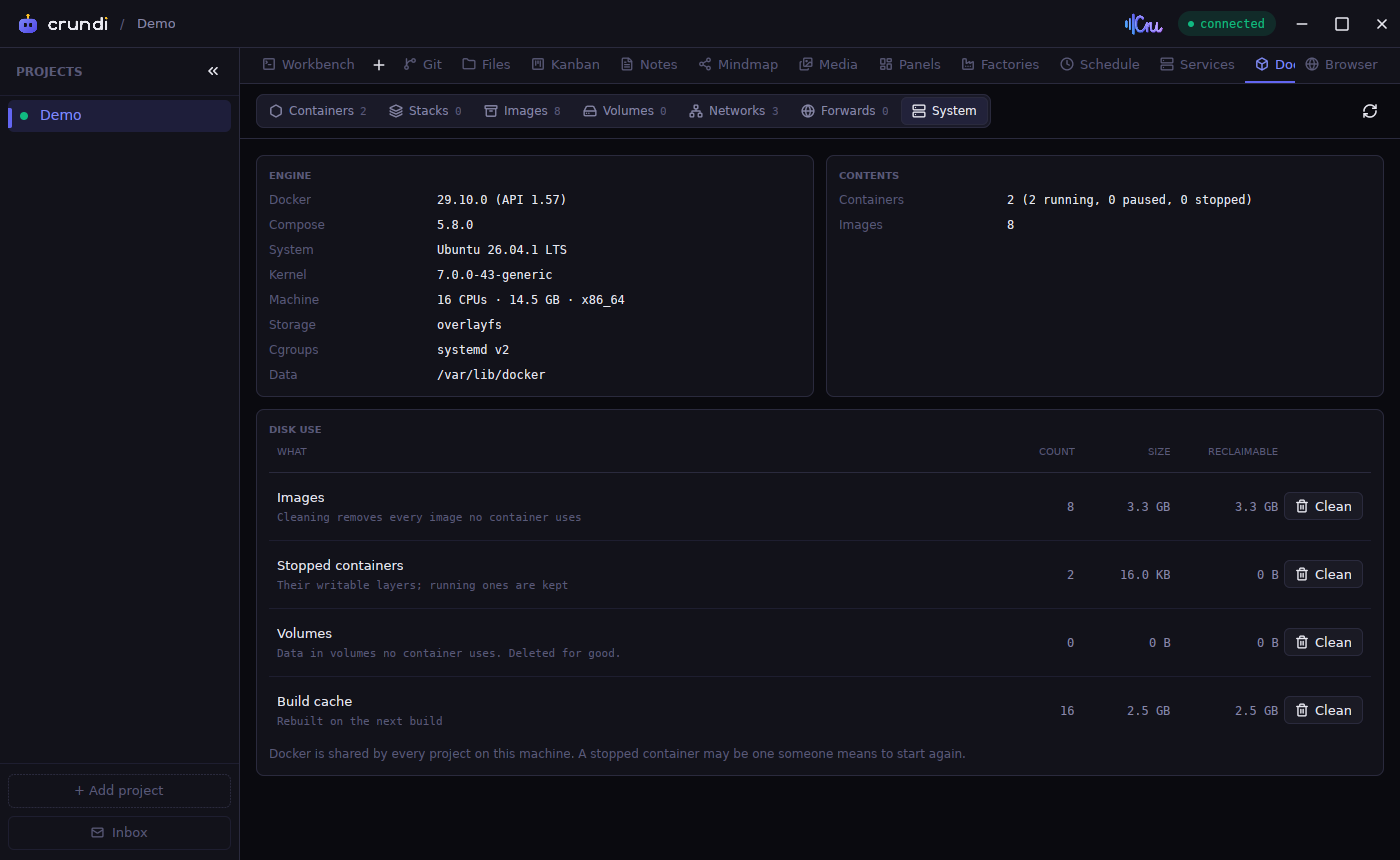 crundi / Demo
Cru
connected
PROJECTS
Workbench + Git Files Kanban Notes Mindmap Media Panels Factories Schedule Services Browser
Demo
Containers 2 Stacks 0 Images 8 Volumes 0 Networks 3 Forwards 0 System
ENGINE
Docker 29.10.0 (API 1.57)
Compose 5.8.0
System Ubuntu 26.04.1 LTS
Kernel 7.0.0-43-generic
Machine 16 CPUs · 14.5 GB · x86_64
Storage overlayfs
Cgroups systemd v2
Data /var/lib/docker
CONTENTS
Containers 2 (2 running, 0 paused, 0 stopped)
Images 8
DISK USE
WHAT COUNT SIZE RECLAIMABLE
Images 8 3.3 GB 3.3 GB Clean
Cleaning removes every image no container uses
Stopped containers 2 16.0 KB 0 B Clean
Their writable layers; running ones are kept
Volumes 0 0 B 0 B Clean
Data in volumes no container uses. Deleted for good.
Build cache 16 2.5 GB 2.5 GB Clean
Rebuilt on the next build
Docker is shared by every project on this machine. A stopped container may be one someone means to start again.
+ Add project
Inbox